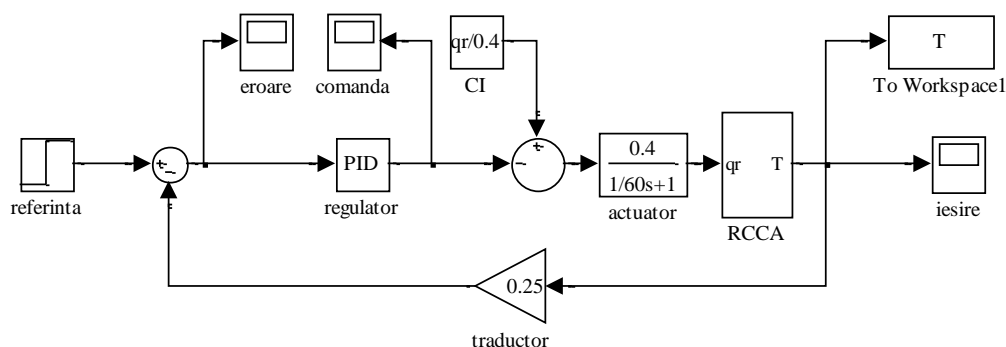 T
To Workspace1
eroare
comanda
qr/0.4
CI
referinta
PID
regulator
0.4
1/60s+1
actuator
qr T
RCCA
iesire
0.25
traductor